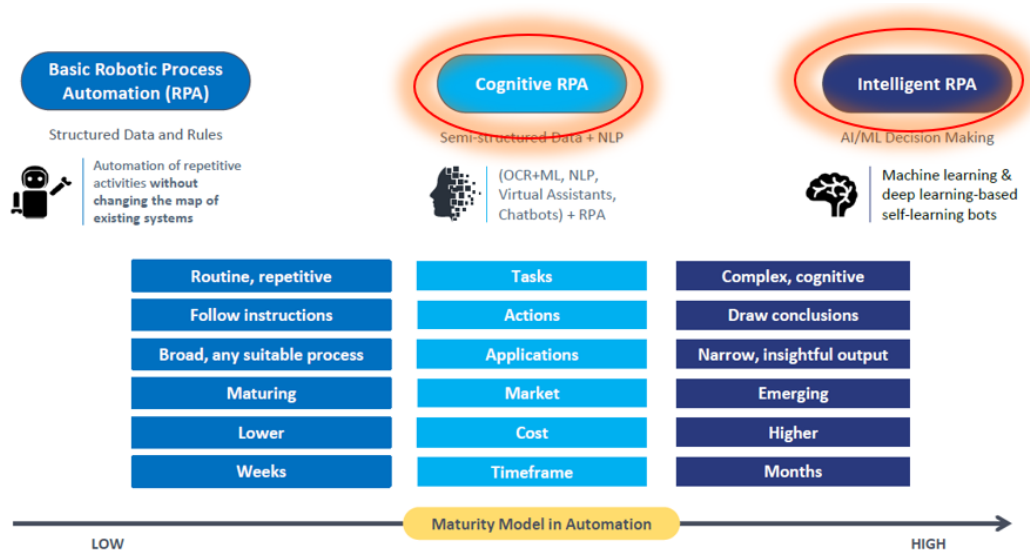 Basic Robotic Process
Automation (RPA)
Cognitive RPA
Intelligent RPA
Structured Data and Rules
Semi-structured Data + NLP
AI/ML Decision Making
Automation of repetitive
activities without
changing the map of
existing systems
(OCR+ML, NLP,
Virtual Assistants,
Chatbots) + RPA
Machine learning &
deep learning-based
self-learning bots
Routine, repetitive
Tasks
Complex, cognitive
Follow instructions
Actions
Draw conclusions
Broad, any suitable process
Applications
Narrow, insightful output
Maturing
Market
Emerging
Lower
Cost
Higher
Weeks
Timeframe
Months
Maturity Model in Automation
LOW
HIGH